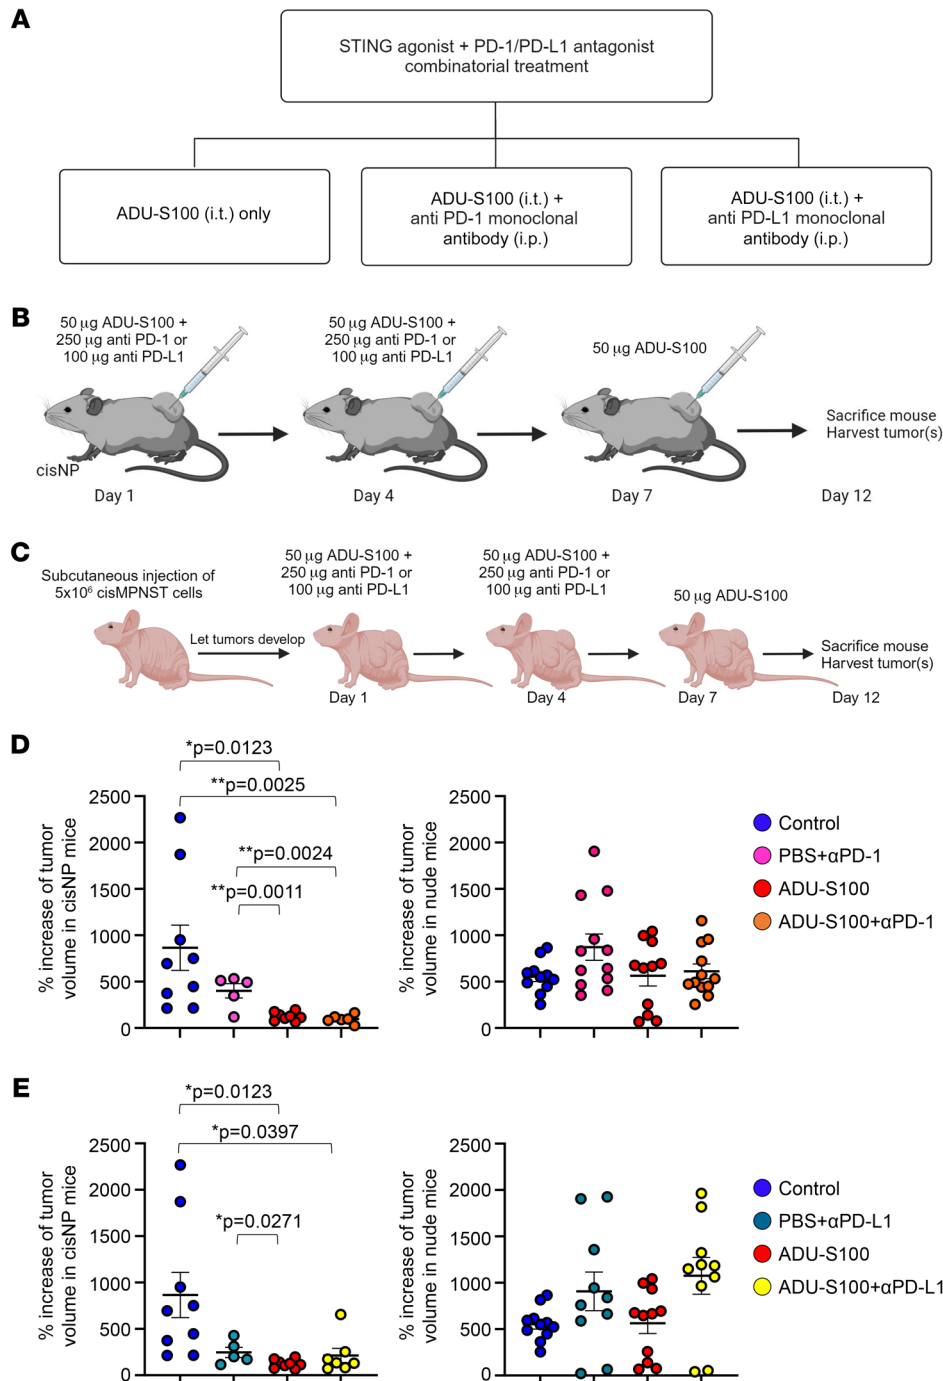 A
STING agonist + PD-1/PD-L1 antagonist
combinatorial treatment
ADU-S100 (i.t.) only
ADU-S100 (i.t.) +
anti PD-1 monoclonal
antibody (i.p.)
ADU-S100 (i.t.) +
anti PD-L1 monoclonal
antibody (i.p.)
B
50 µg ADU-S100 +
250 µg anti PD-1 or
100 µg anti PD-L1
50 µg ADU-S100 +
250 µg anti PD-1 or
100 µg anti PD-L1
50 µg ADU-S100
Sacrifice mouse
Harvest tumor(s)
cisNP
Day 1
Day 4
Day 7
Day 12
C
Subcutaneous injection of
5x10⁶ cisMPNST cells
50 µg ADU-S100 +
250 µg anti PD-1 or
100 µg anti PD-L1
50 µg ADU-S100 +
250 µg anti PD-1 or
100 µg anti PD-L1
50 µg ADU-S100
Let tumors develop
Sacrifice mouse
Harvest tumor(s)
Day 1
Day 4
Day 7
Day 12
D
*p=0.0123
**p=0.0025
**p=0.0024
**p=0.0011
% increase of tumor
volume in cisNP mice
2500
2000
1500
1000
500
0
% increase of tumor
volume in nude mice
2500
2000
1500
1000
500
0
Control
PBS+αPD-1
ADU-S100
ADU-S100+αPD-1
E
*p=0.0123
*p=0.0397
*p=0.0271
% increase of tumor
volume in cisNP mice
2500
2000
1500
1000
500
0
% increase of tumor
volume in nude mice
2500
2000
1500
1000
500
0
Control
PBS+αPD-L1
ADU-S100
ADU-S100+αPD-L1